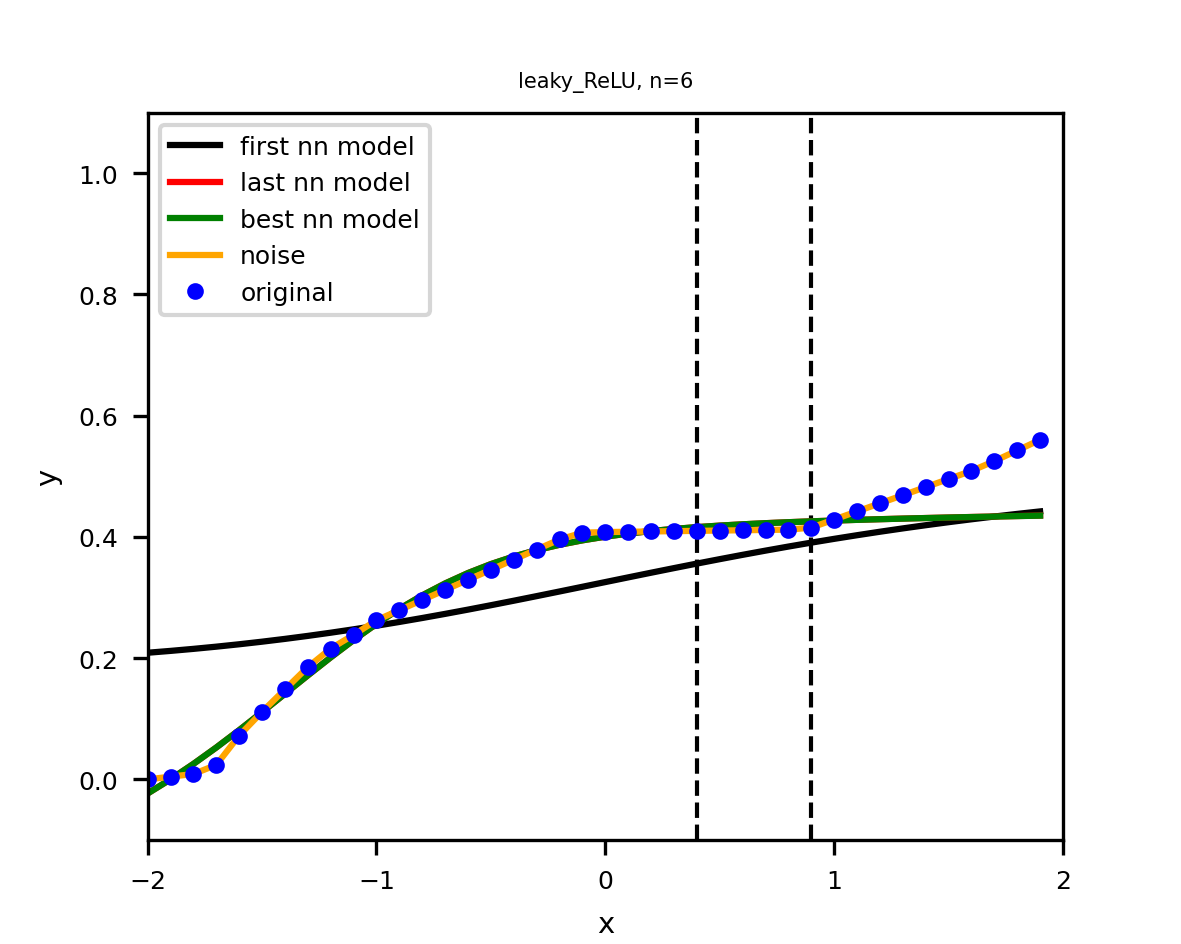 leaky_ReLU, n=6
first nn model
last nn model
best nn model
noise
original
1.0
0.8
0.6
0.4
0.2
0.0
y
−2 −1 0 1 2
x